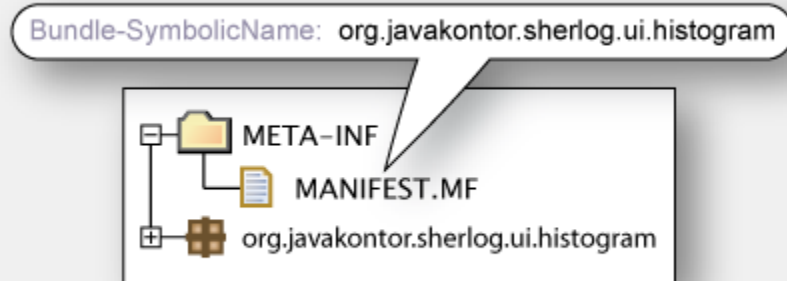 Bundle-SymbolicName: org.javakontor.sherlog.ui.histogram
META-INF
MANIFEST.MF
org.javakontor.sherlog.ui.histogram